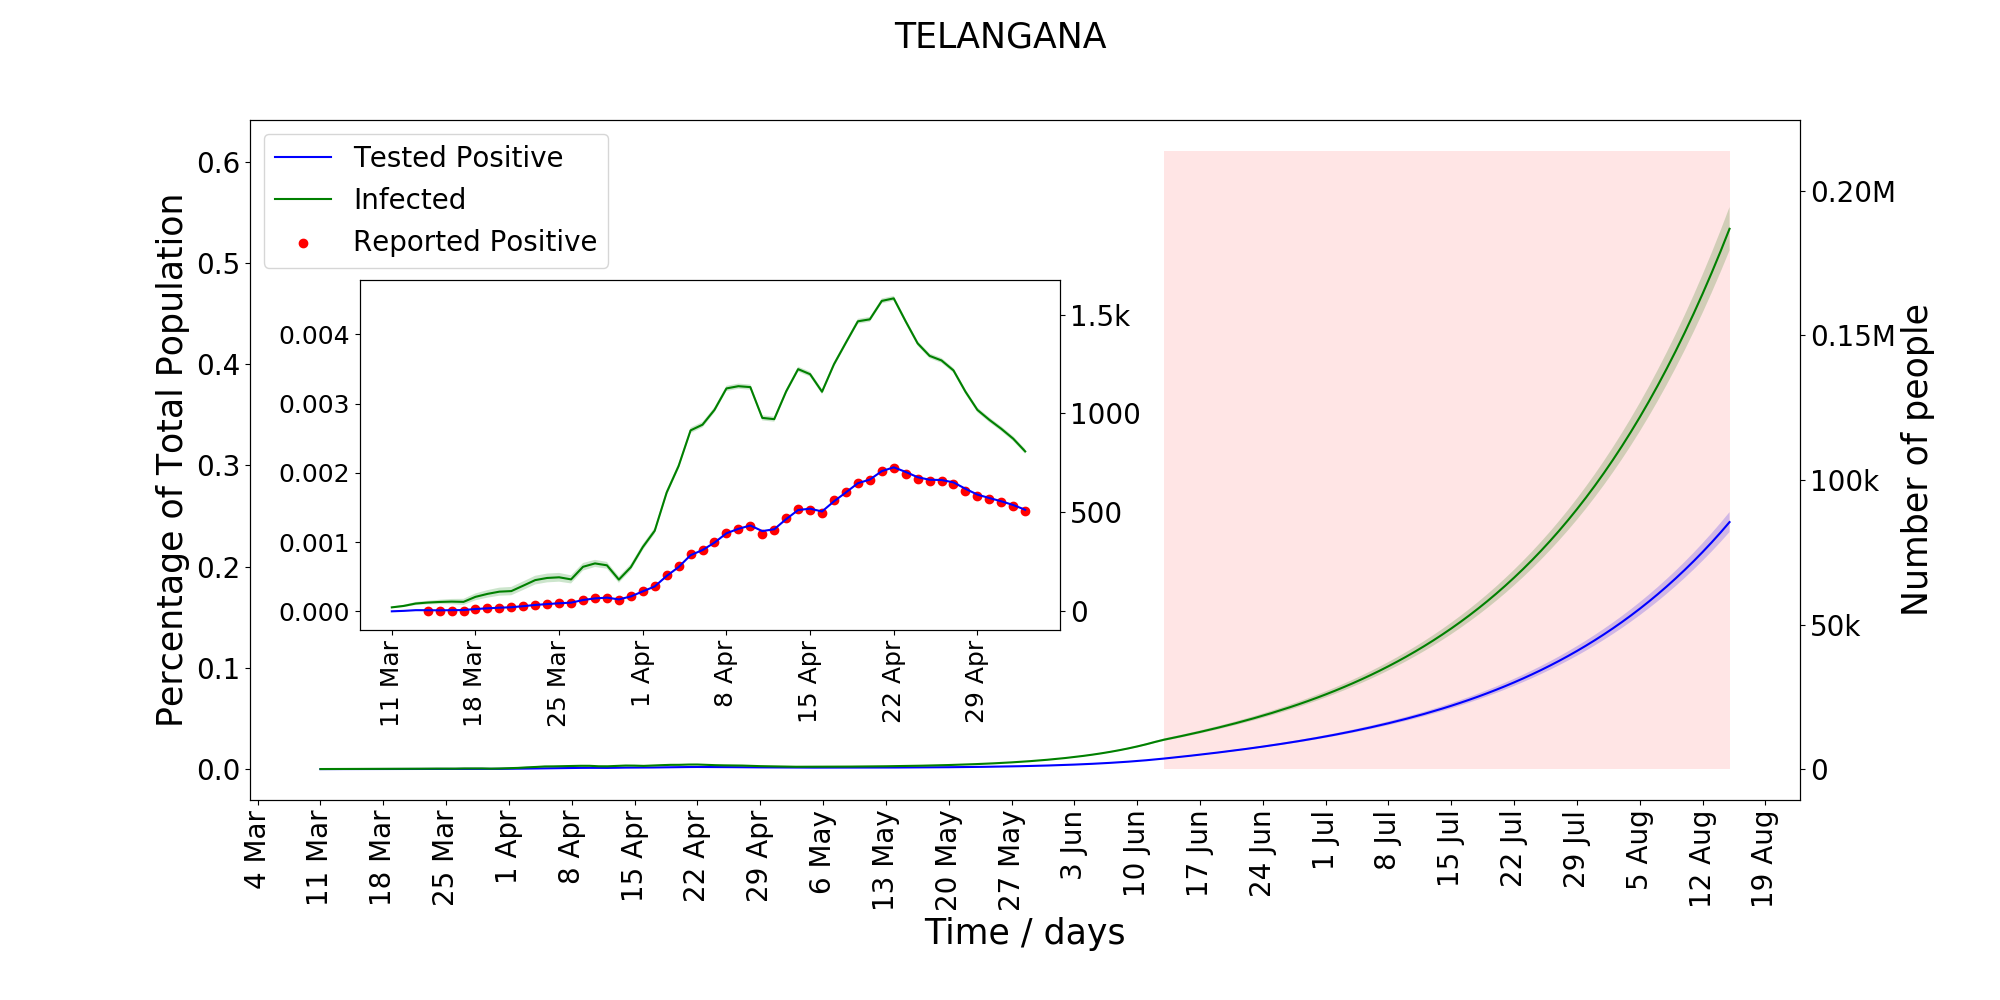 TELANGANA
Tested Positive
Infected
Reported Positive
Percentage of Total Population
0.6
0.5
0.4
0.3
0.2
0.1
0.0
0.20M
0.15M
100k
50k
0
Number of people
0.004
0.003
0.002
0.001
0.000
1.5k
1000
500
0
11 Mar
18 Mar
25 Mar
1 Apr
8 Apr
15 Apr
22 Apr
29 Apr
4 Mar
11 Mar
18 Mar
25 Mar
1 Apr
8 Apr
15 Apr
22 Apr
29 Apr
6 May
13 May
20 May
27 May
3 Jun
10 Jun
17 Jun
24 Jun
1 Jul
8 Jul
15 Jul
22 Jul
29 Jul
5 Aug
12 Aug
19 Aug
Time / days